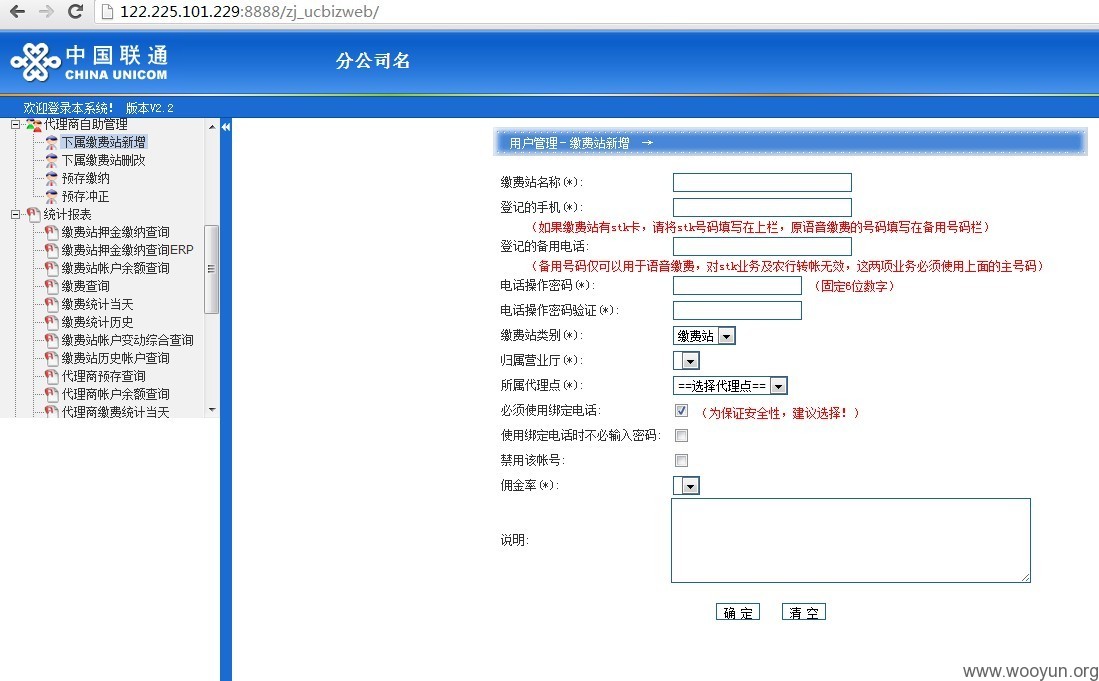 122.225.101.229:8888/zj_ucbizweb/
中国联通
CHINA UNICOM
分公司名
欢迎登录本系统! 版本V2.2
代理商自助管理
下属缴费站新增
下属缴费站删改
预存缴纳
预存冲正
统计报表
缴费站押金缴纳查询
缴费站押金缴纳查询ERP
缴费站帐户余额查询
缴费查询
缴费统计当天
缴费统计历史
缴费站帐户变动综合查询
缴费站历史帐户查询
代理商预存查询
代理商帐户余额查询
代理商缴费统计当天
用户管理－缴费站新增 →
缴费站名称(*):
登记的手机(*):
（如果缴费站有stk卡，请将stk号码填写在上栏，原语音缴费的号码填写在备用号码栏）
登记的备用电话:
（备用号码仅可以用于语音缴费，对stk业务及农行转帐无效，这两项业务必须使用上面的主号码）
电话操作密码(*): （固定6位数字）
电话操作密码验证(*):
缴费站类别(*): 缴费站
归属营业厅(*):
所属代理点(*): ==选择代理点==
必须使用绑定电话: （为保证安全性，建议选择！）
使用绑定电话时不必输入密码:
禁用该帐号:
佣金率(*):
说明:
确 定 清 空
www.wooyun.org